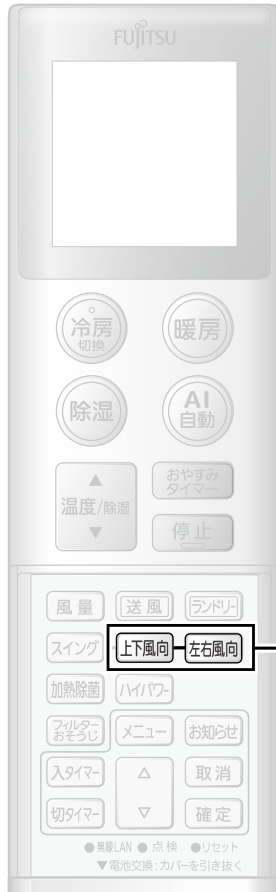 FUJITSU
冷房 暖房
切換
除湿 AI
自動
▲ おやすみ
タイマー
温度/除湿
▼ 停止
風量 送風 ランドリー
スイング 上下風向 左右風向
加熱除菌 ハイパワー
フィルター
おそうじ メニュー お知らせ
入タイマー △ 取消
切タイマー ▽ 確定
●無線LAN ●点検 ●リセット
▼電池交換:カバーを引き抜く